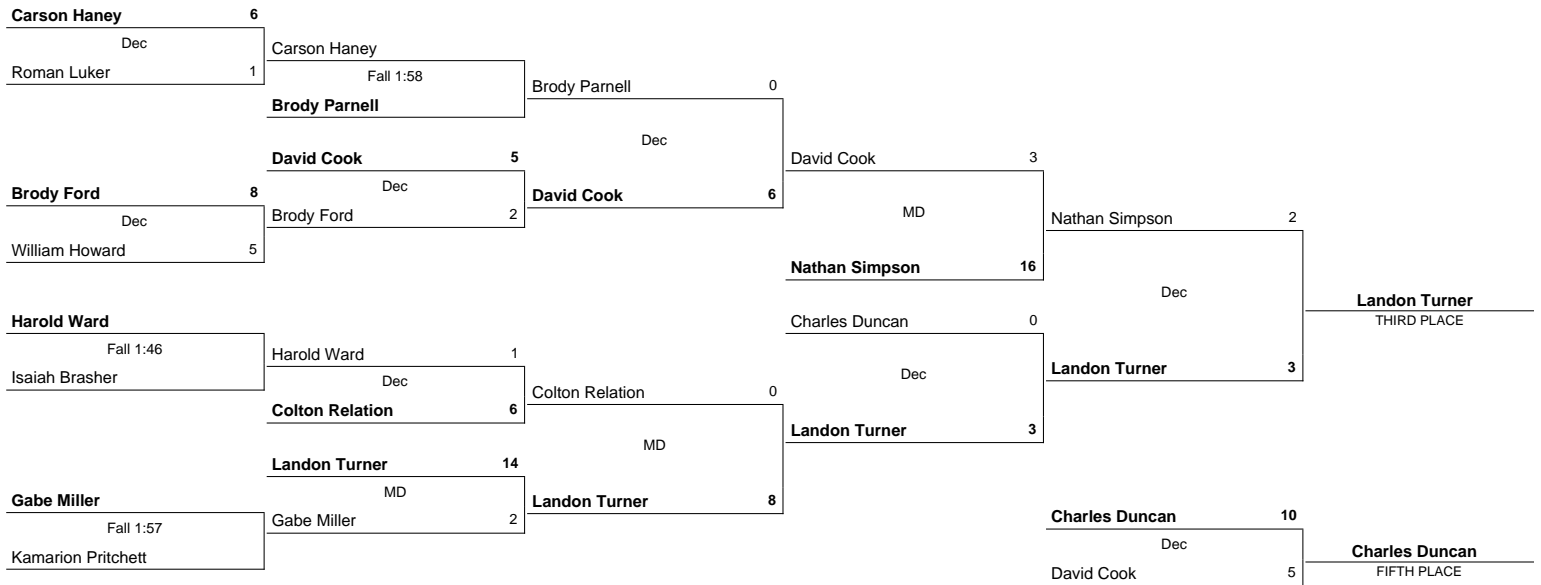 Carson Haney 6
Dec
Roman Luker 1
Brody Ford 8
Dec
William Howard 5
Harold Ward
Fall 1:46
Isaiah Brasher
Gabe Miller
Fall 1:57
Kamarion Pritchett
Carson Haney
Fall 1:58
Brody Parnell
David Cook 5
Dec
Brody Ford 2
Harold Ward 1
Dec
Colton Relation 6
Landon Turner 14
MD
Gabe Miller 2
Brody Parnell 0
Dec
David Cook 6
Colton Relation 0
MD
Landon Turner 8
David Cook 3
MD
Nathan Simpson 16
Charles Duncan 0
Dec
Landon Turner 3
Nathan Simpson 2
Dec
Landon Turner 3
Landon Turner
THIRD PLACE
Charles Duncan 10
Dec
David Cook 5
Charles Duncan
FIFTH PLACE